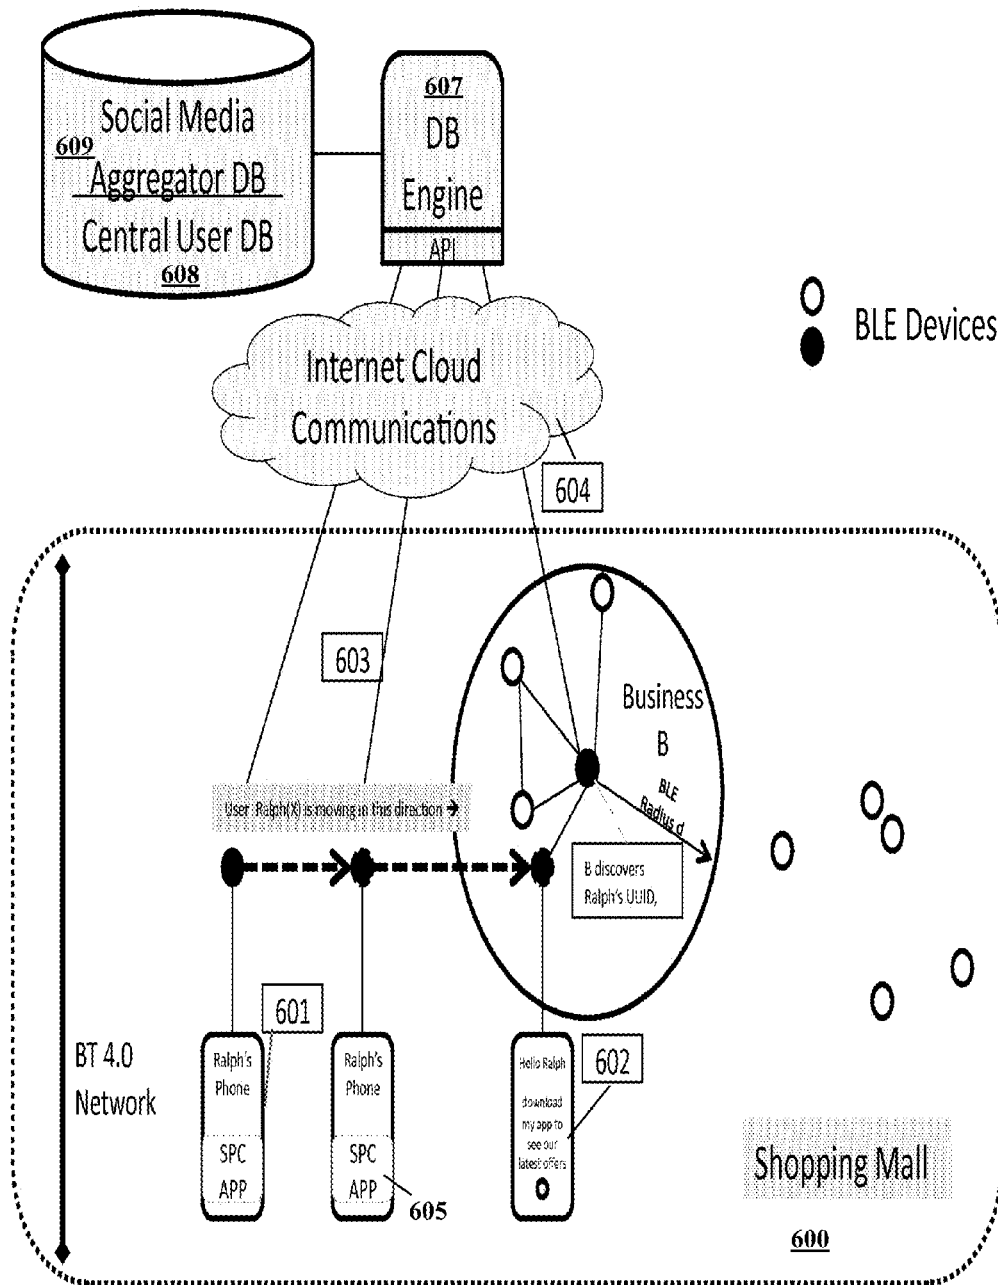 607
Social Media
DB
609
Aggregator DB
Engine
Central User DB
API
608
BLE Devices
Internet Cloud
Communications
604
603
Business
B
BLE
Radius d
User Ralph(X) is moving in this direction →
B discovers
Ralph's UUID,
601
602
BT 4.0
Network
Ralph's
Phone
SPC
APP
Ralph's
Phone
SPC
APP
605
Hello Ralph
download
my app to
see our
latest offers
Shopping Mall
600